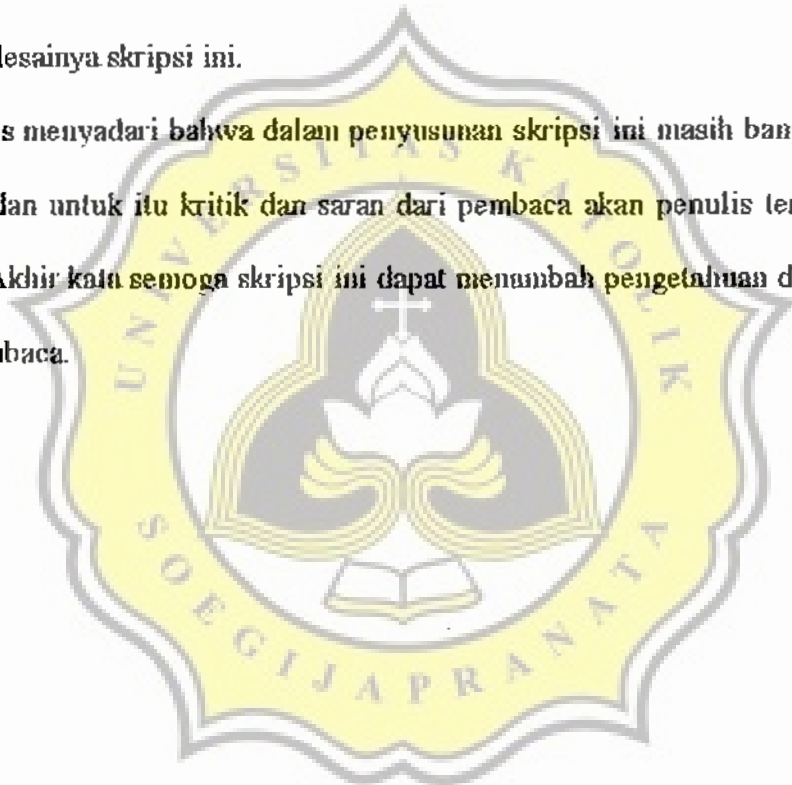 lesainya skripsi ini.
s menyadari bahwa dalam penyusunan skripsi ini masih ban
dan untuk itu kritik dan saran dari pembaca akan penulis ter
Akhir kata semoga skripsi ini dapat menambah pengetahuan d
nbaca.
UNIVERSITAS KATOLIK
SOEGIJAPRANATA